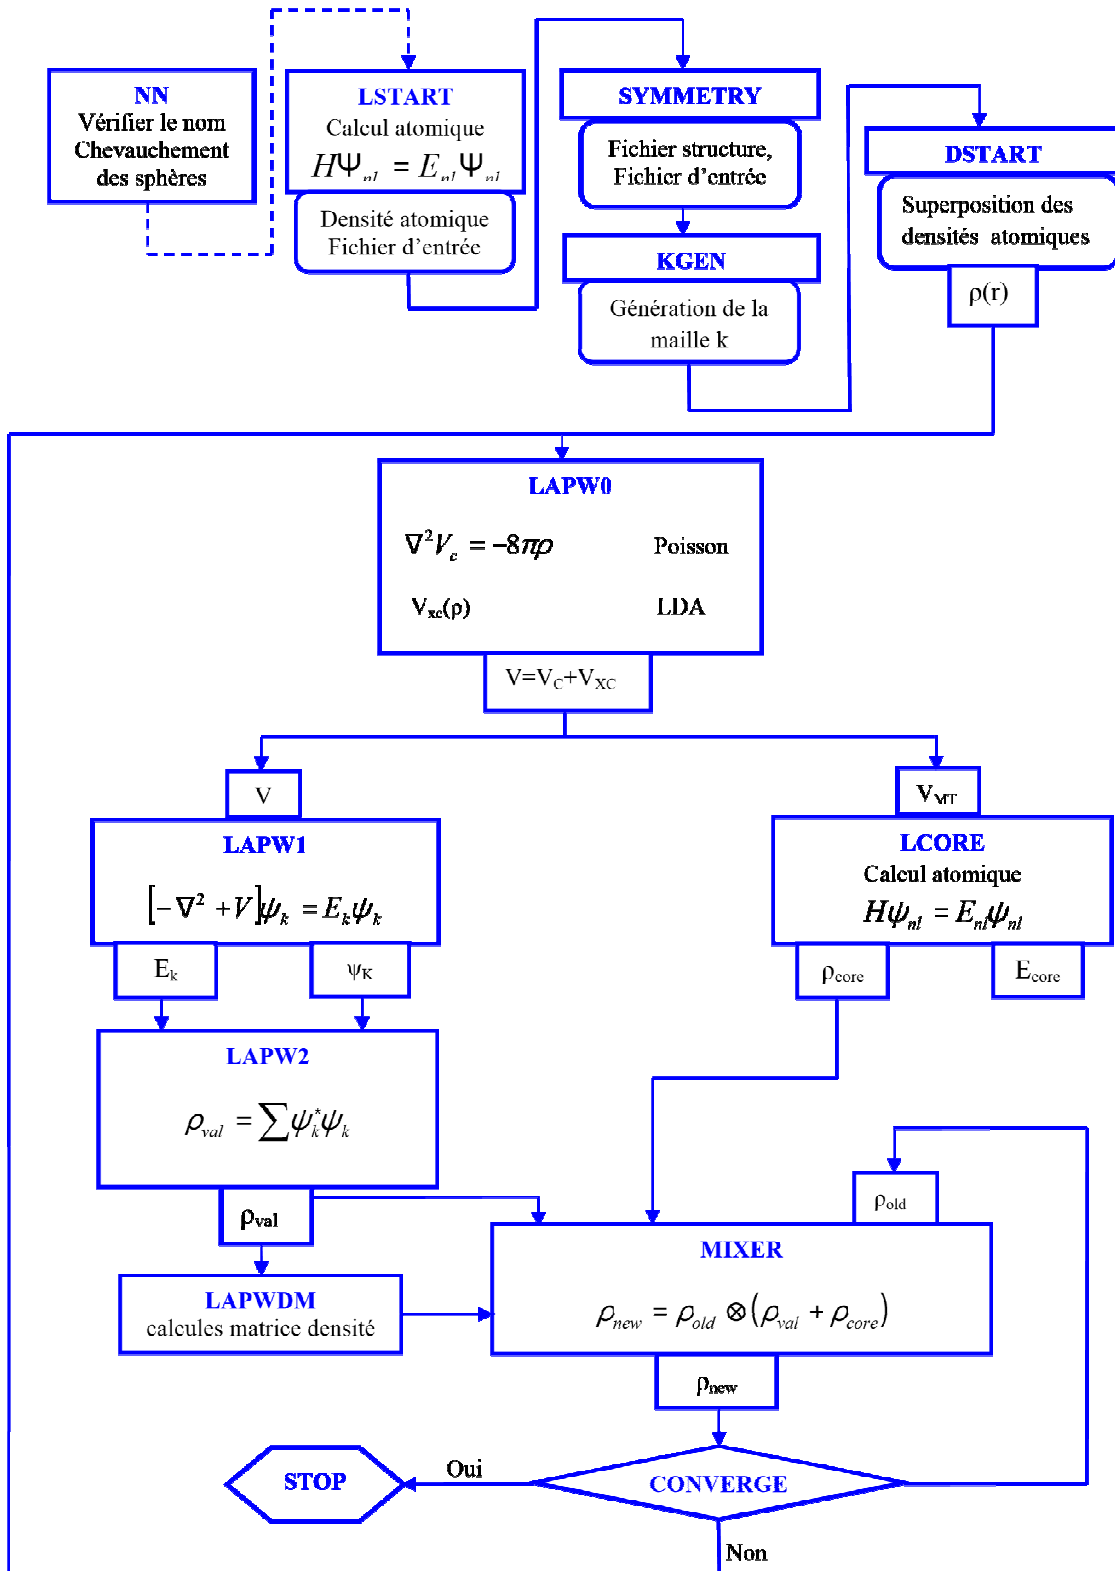 NN
Vérifier le nom
Chevauchement
des sphères
LSTART
Calcul atomique
HΨnl = EnlΨnl
Densité atomique
Fichier d'entrée
SYMMETRY
Fichier structure,
Fichier d'entrée
KGEN
Génération de la
maille k
DSTART
Superposition des
densités atomiques
ρ(r)
LAPW0
∇²Vc = −8πρ Poisson
Vxc(ρ) LDA
V=VC+VXC
V
LAPW1
[−∇² +V]ψk = Ekψk
Ek
ψK
VMT
LCORE
Calcul atomique
Hψnl = Enlψnl
ρcore
Ecore
LAPW2
ρval = ∑ψk*ψk
ρval
LAPWDM
calcules matrice densité
ρold
MIXER
ρnew = ρold ⊗(ρval + ρcore)
ρnew
STOP
Oui
CONVERGE
Non